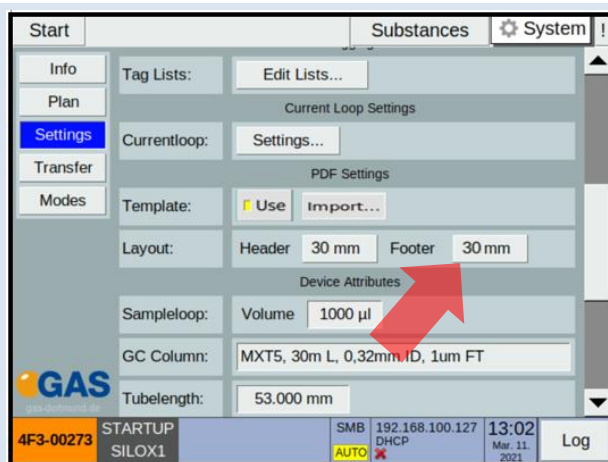 Start Substances System !
Info
Plan
Settings
Transfer
Modes
Tag Lists: Edit Lists...
Current Loop Settings
Currentloop: Settings...
PDF Settings
Template: Use Import...
Layout: Header 30 mm Footer 30 mm
Device Attributes
Sampleloop: Volume 1000 µl
GC Column: MXT5, 30m L, 0,32mm ID, 1um FT
Tubelength: 53.000 mm
GAS
gas-dortmund.de
4F3-00273
STARTUP
SILOX1
SMB
AUTO
192.168.100.127
DHCP
13:02
Mar. 11.
2021
Log